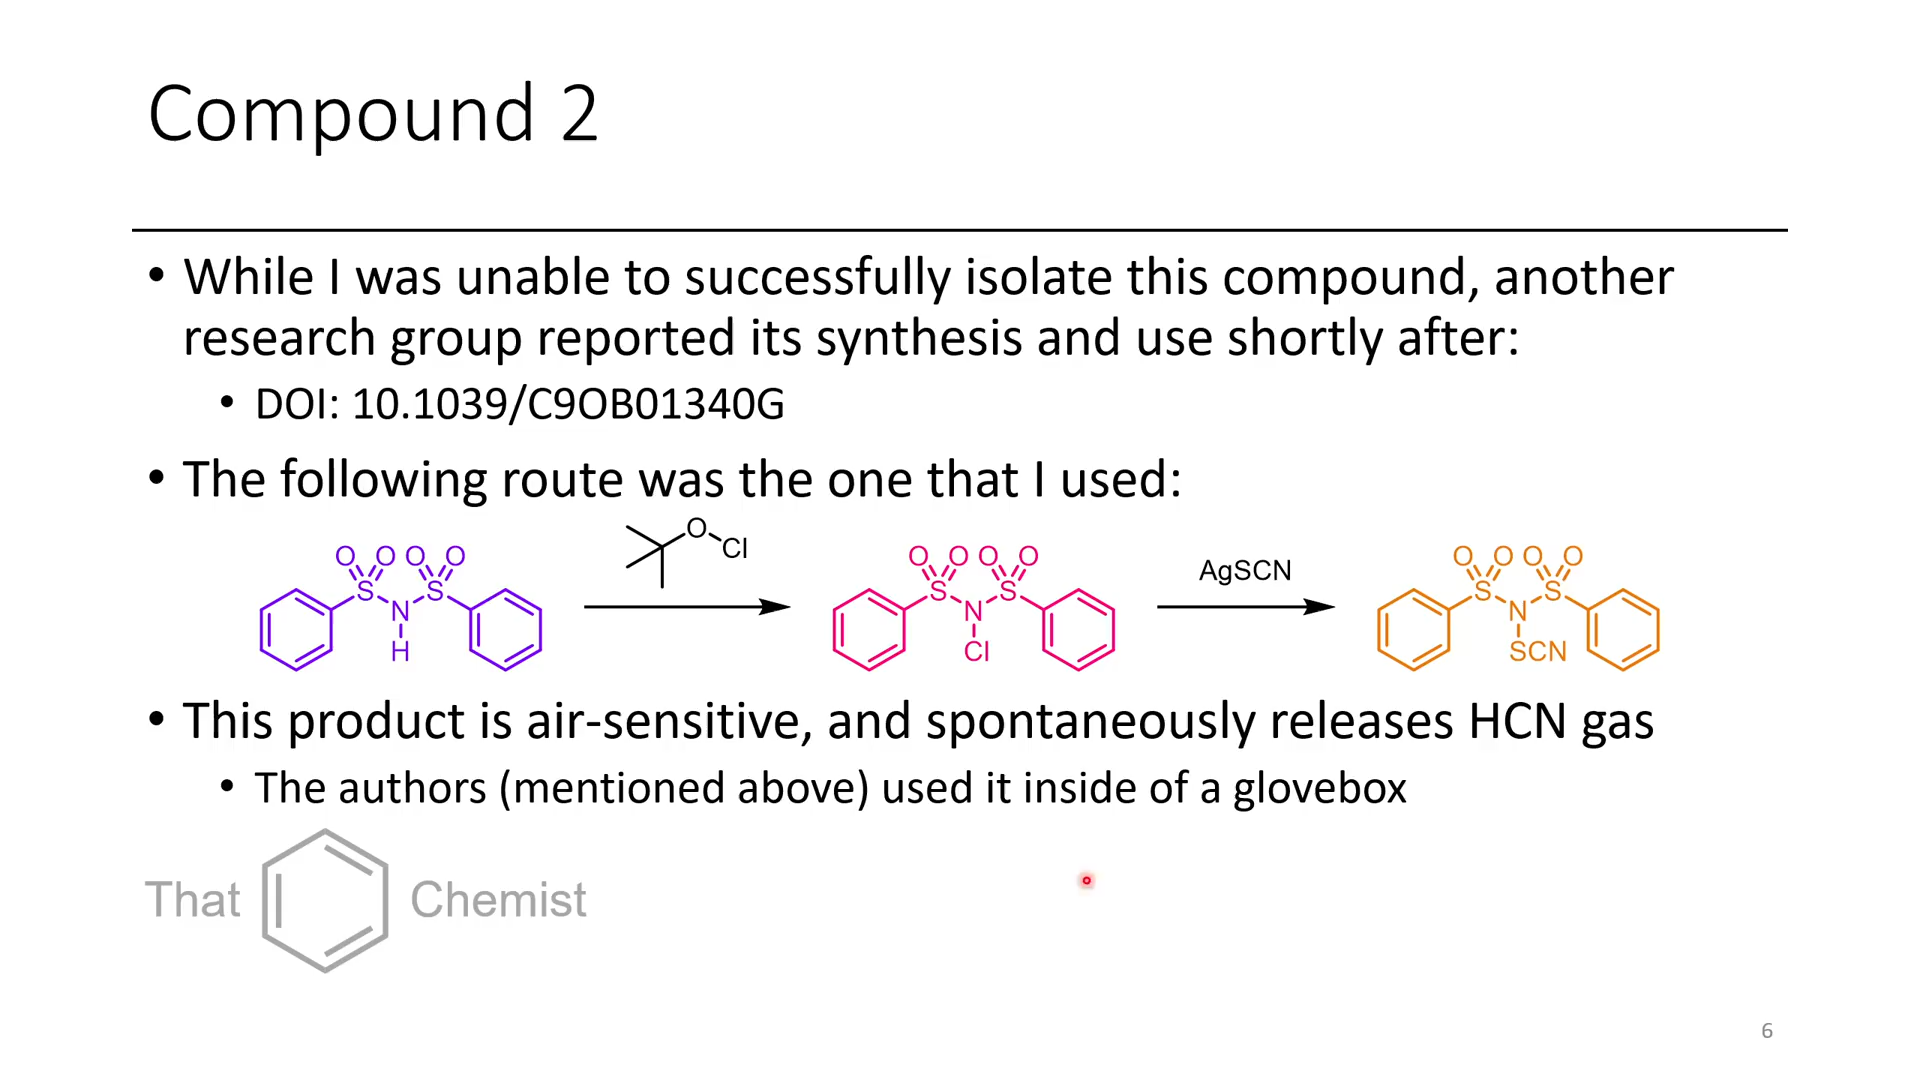 Compound 2
• While I was unable to successfully isolate this compound, another
research group reported its synthesis and use shortly after:
• DOI: 10.1039/C9OB01340G
• The following route was the one that I used:
O
Cl
O O O O
S S
N
H
O O O O
S S
N
Cl
AgSCN
O O O O
S S
N
SCN
• This product is air-sensitive, and spontaneously releases HCN gas
• The authors (mentioned above) used it inside of a glovebox
That Chemist
6